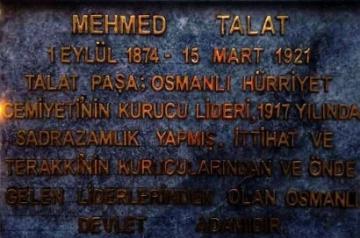 MEHMED TALAT
1 EYLÜL 1874 - 15 MART 1921
TALAT PAŞA; OSMANLI HÜRRİYET
CEMİYETİNİN KURUCU LİDERİ, 1917 YILINDA
SADRAZAMLIK YAPMIŞ, İTTİHAT VE
TERAKKİNİN KURUCULARINDAN VE ÖNDE
GELEN LİDERLERİNDEN OLAN OSMANLI
DEVLET ADAMIDIR.